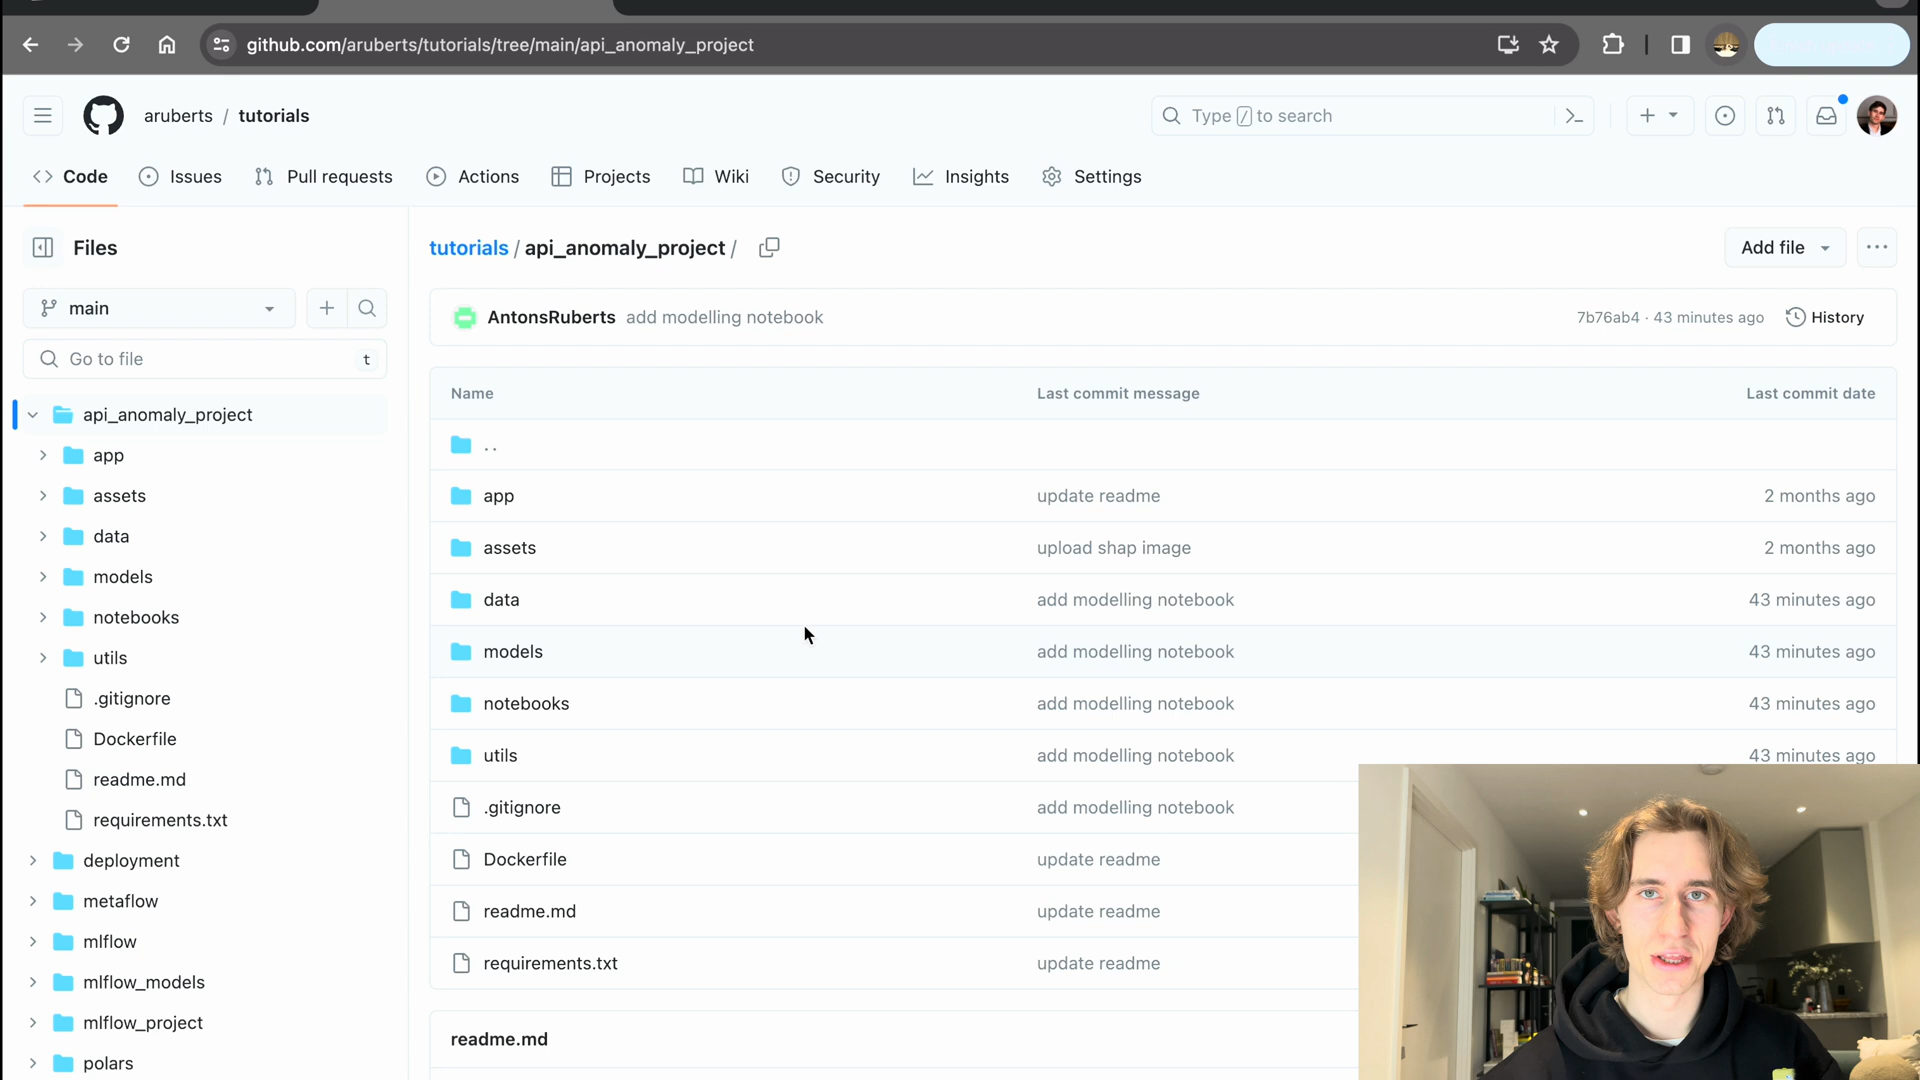 github.com/aruberts/tutorials/tree/main/api_anomaly_project
aruberts / tutorials
Type / to search
Code Issues Pull requests Actions Projects Wiki Security Insights Settings
Files
main
Go to file t
api_anomaly_project
app
assets
data
models
notebooks
utils
.gitignore
Dockerfile
readme.md
requirements.txt
deployment
metaflow
mlflow
mlflow_models
mlflow_project
polars
tutorials / api_anomaly_project /
Add file
AntonsRuberts add modelling notebook 7b76ab4 · 43 minutes ago History
Name Last commit message Last commit date
..
app update readme 2 months ago
assets upload shap image 2 months ago
data add modelling notebook 43 minutes ago
models add modelling notebook 43 minutes ago
notebooks add modelling notebook 43 minutes ago
utils add modelling notebook 43 minutes ago
.gitignore add modelling notebook
Dockerfile update readme
readme.md update readme
requirements.txt update readme
readme.md